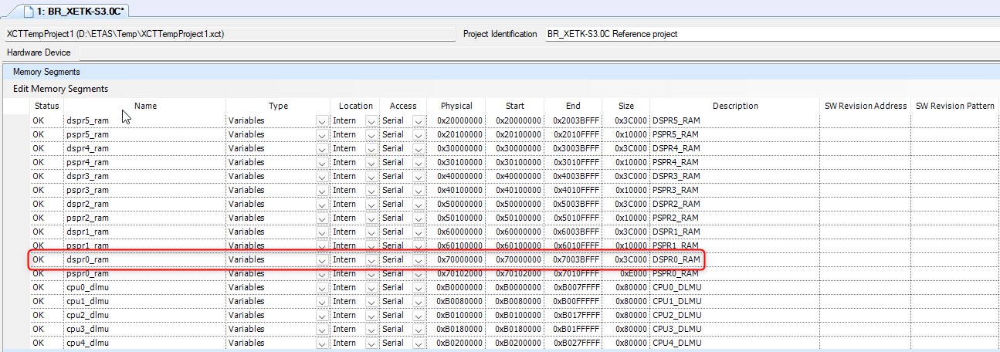 1: BR_XETK-S3.0C*
XCTTempProject1 (D:\ETAS\Temp\XCTTempProject1.xct) Project Identification BR_XETK-S3.0C Reference project
Hardware Device
Memory Segments
Edit Memory Segments
Status Name Type Location Access Physical Start End Size Description SW Revision Address SW Revision Pattern
OK dspr5_ram Variables Intern Serial 0x20000000 0x20000000 0x2003BFFF 0x3C000 DSPR5_RAM
OK pspr5_ram Variables Intern Serial 0x20100000 0x20100000 0x2010FFFF 0x10000 PSPR5_RAM
OK dspr4_ram Variables Intern Serial 0x30000000 0x30000000 0x3003BFFF 0x3C000 DSPR4_RAM
OK pspr4_ram Variables Intern Serial 0x30100000 0x30100000 0x3010FFFF 0x10000 PSPR4_RAM
OK dspr3_ram Variables Intern Serial 0x40000000 0x40000000 0x4003BFFF 0x3C000 DSPR3_RAM
OK pspr3_ram Variables Intern Serial 0x40100000 0x40100000 0x4010FFFF 0x10000 PSPR3_RAM
OK dspr2_ram Variables Intern Serial 0x50000000 0x50000000 0x5003BFFF 0x3C000 DSPR2_RAM
OK pspr2_ram Variables Intern Serial 0x50100000 0x50100000 0x5010FFFF 0x10000 PSPR2_RAM
OK dspr1_ram Variables Intern Serial 0x60000000 0x60000000 0x6003BFFF 0x3C000 DSPR1_RAM
OK pspr1_ram Variables Intern Serial 0x60100000 0x60100000 0x6010FFFF 0x10000 PSPR1_RAM
OK dspr0_ram Variables Intern Serial 0x70000000 0x70000000 0x7003BFFF 0x3C000 DSPR0_RAM
OK pspr0_ram Variables Intern Serial 0x70102000 0x70102000 0x7010FFFF 0xE000 PSPR0_RAM
OK cpu0_dlmu Variables Intern Serial 0xB0000000 0xB0000000 0xB007FFFF 0x80000 CPU0_DLMU
OK cpu1_dlmu Variables Intern Serial 0xB0080000 0xB0080000 0xB00FFFFF 0x80000 CPU1_DLMU
OK cpu2_dlmu Variables Intern Serial 0xB0100000 0xB0100000 0xB017FFFF 0x80000 CPU2_DLMU
OK cpu3_dlmu Variables Intern Serial 0xB0180000 0xB0180000 0xB01FFFFF 0x80000 CPU3_DLMU
OK cpu4_dlmu Variables Intern Serial 0xB0200000 0xB0200000 0xB027FFFF 0x80000 CPU4_DLMU